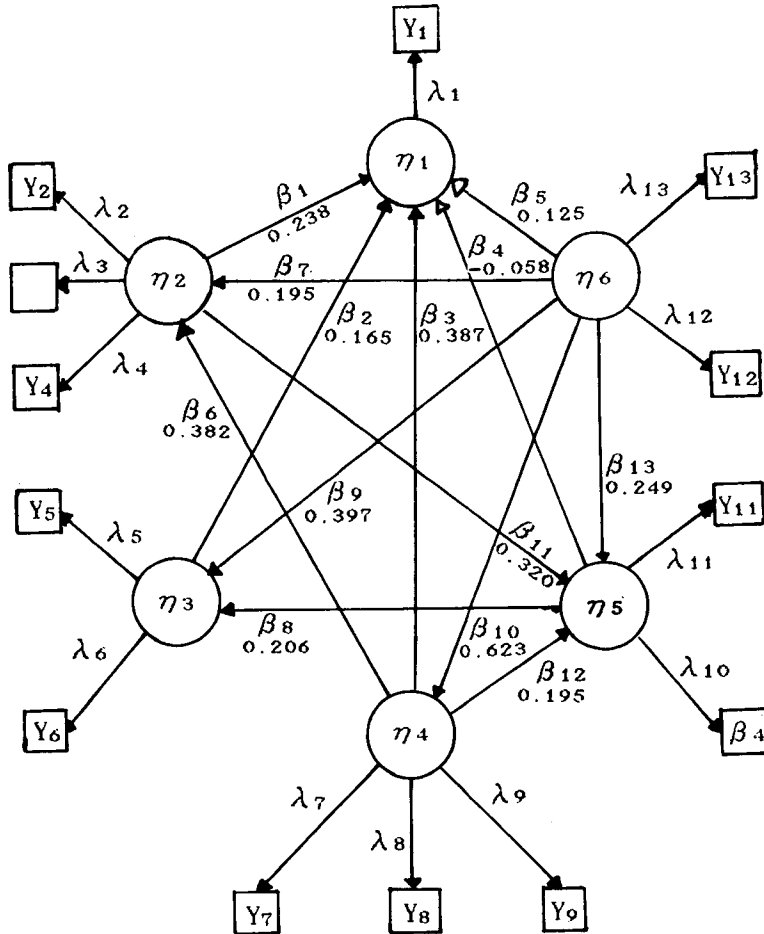 Y1
λ1
η1
Y2
λ2
β1
0.238
β5
0.125
λ13
Y13
λ3
η2
β7
0.195
β4
-0.058
η6
λ4
Y4
β2
0.165
β3
0.387
λ12
Y12
β6
0.382
β9
0.397
β13
0.249
Y5
λ5
β11
0.320
Y11
λ11
η3
η5
λ6
β8
0.206
β10
0.623
β12
0.195
λ10
Y6
η4
β4
λ7
λ8
λ9
Y7
Y8
Y9